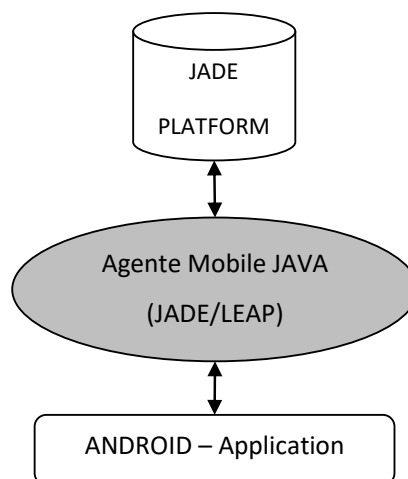 JADE
PLATFORM
Agente Mobile JAVA
(JADE/LEAP)
ANDROID – Application